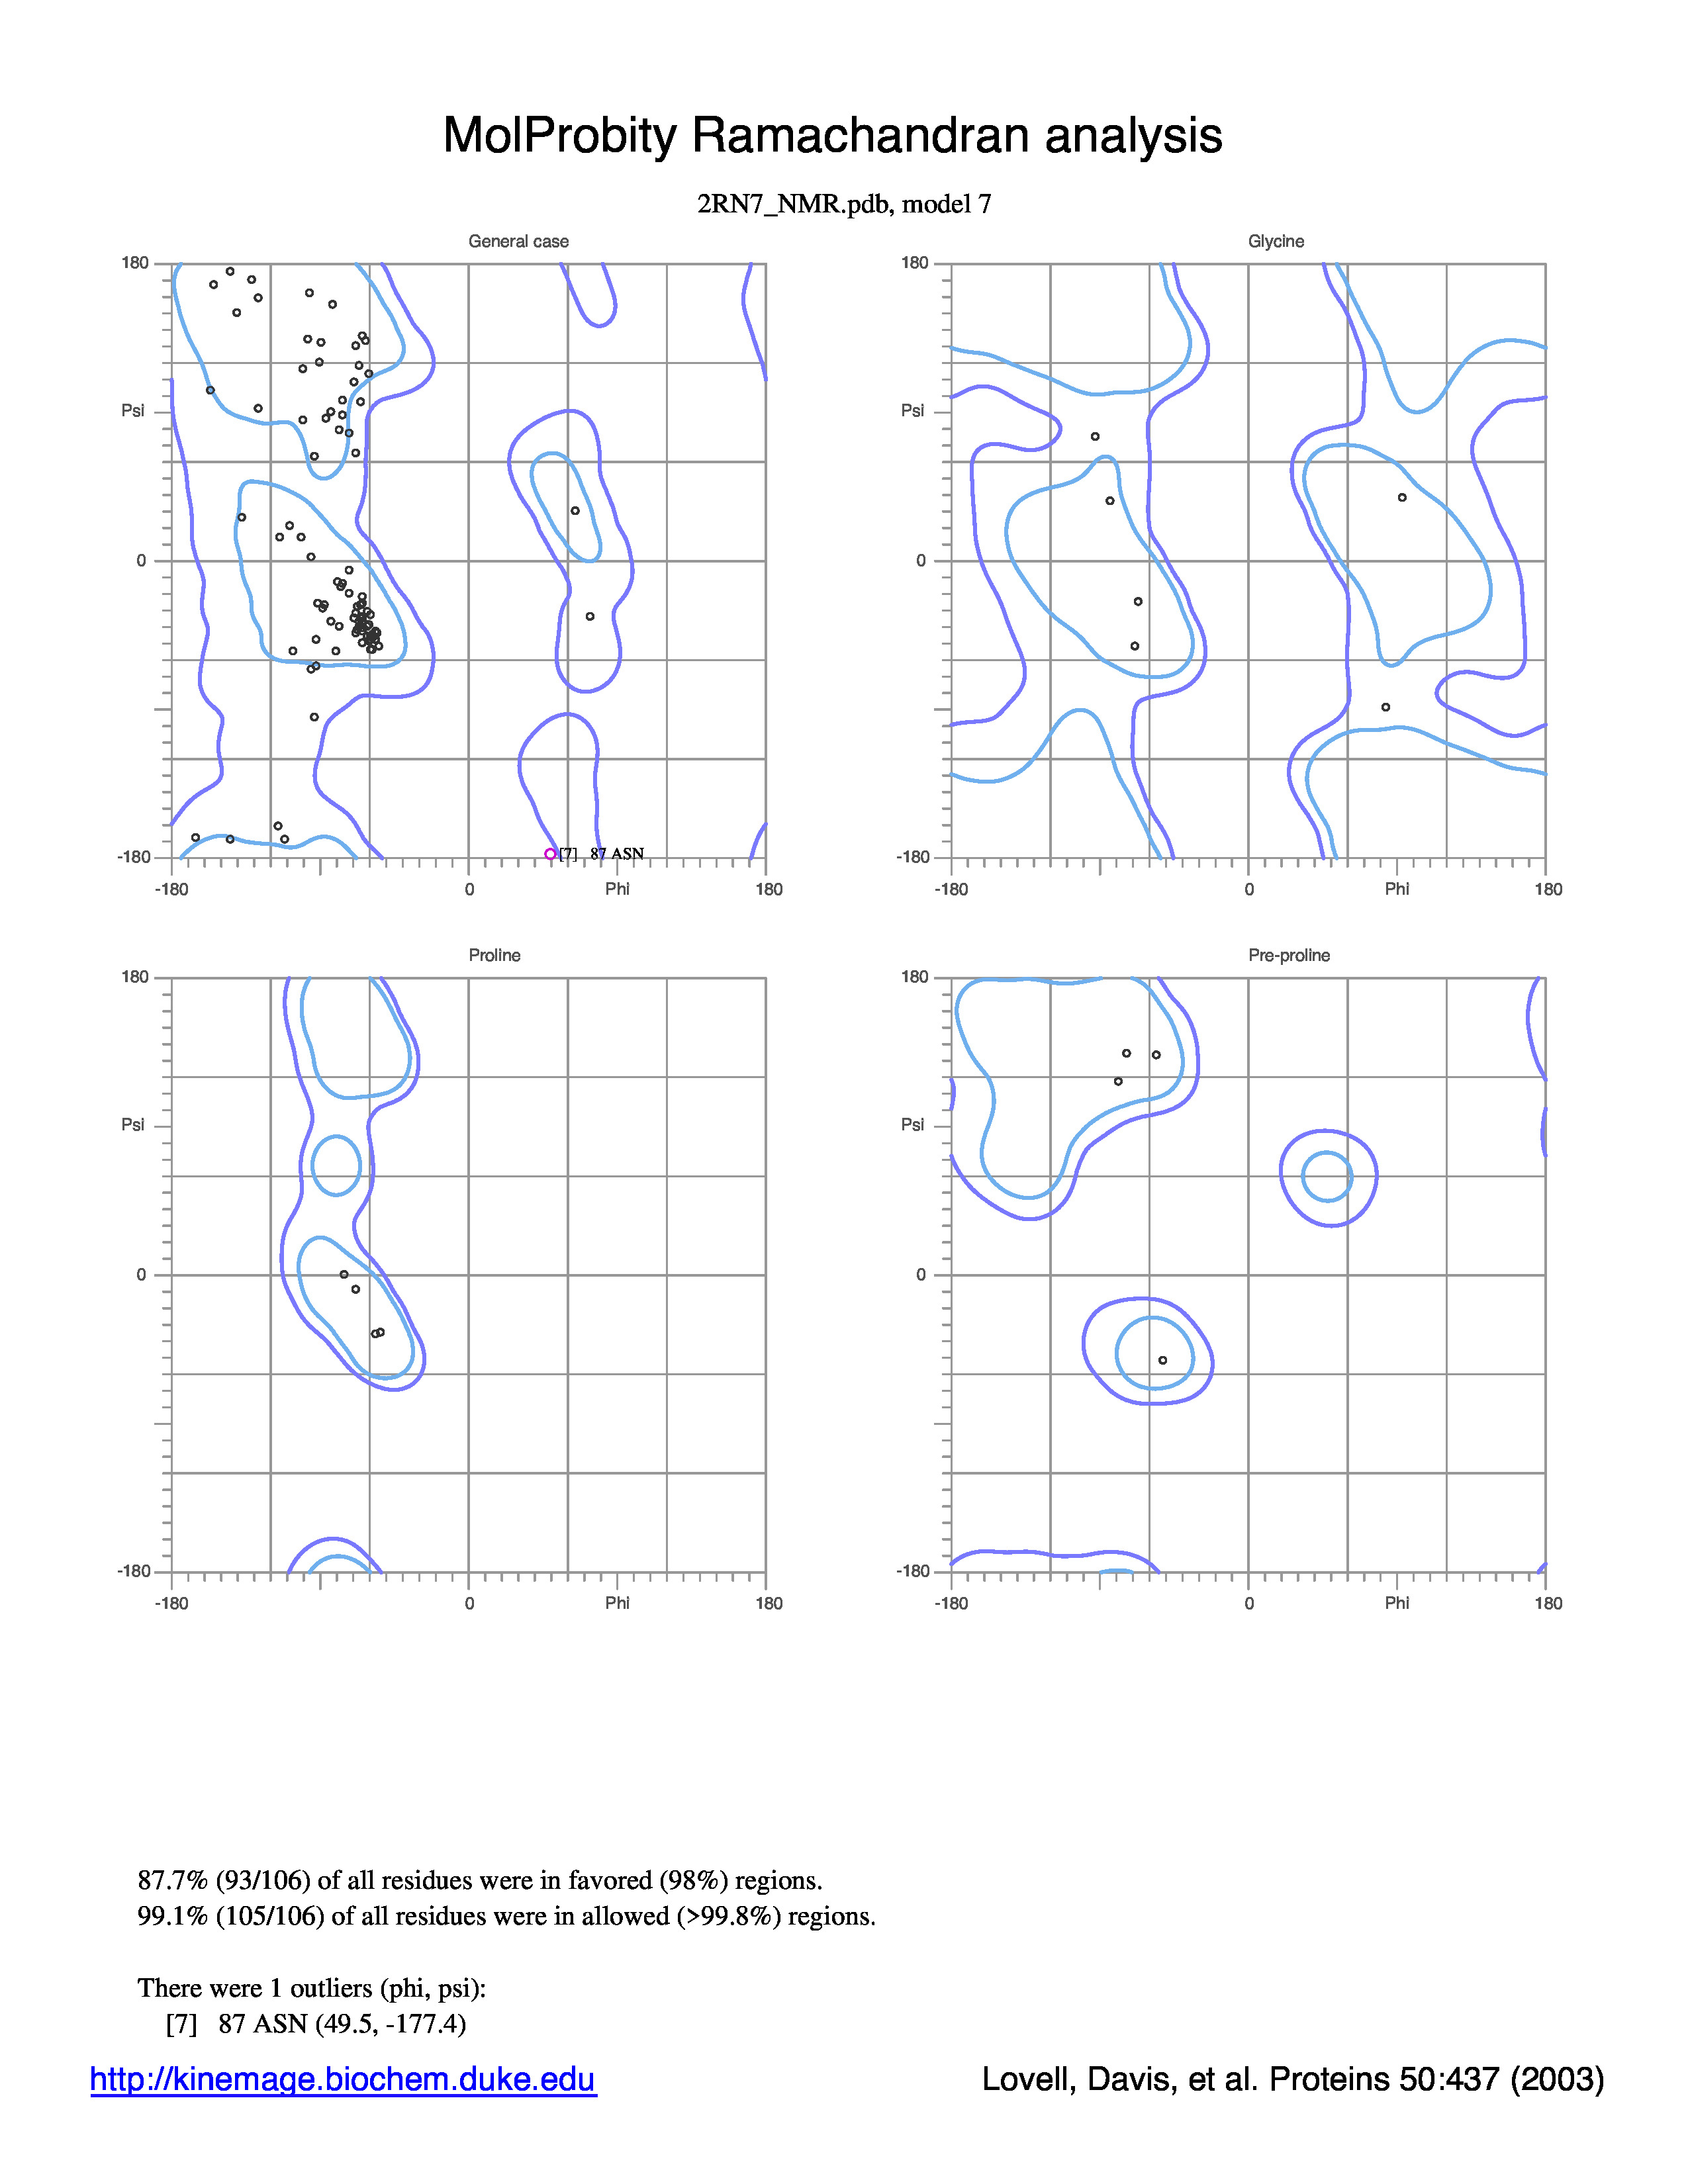 MolProbity Ramachandran analysis
2RN7_NMR.pdb, model 7
General case
180
Psi
0
-180
-180
0
Phi
180
[7] 87 ASN
Glycine
180
Psi
0
-180
-180
0
Phi
180
Proline
180
Psi
0
-180
-180
0
Phi
180
Pre-proline
180
Psi
0
-180
-180
0
Phi
180
87.7% (93/106) of all residues were in favored (98%) regions.
99.1% (105/106) of all residues were in allowed (>99.8%) regions.
There were 1 outliers (phi, psi):
[7] 87 ASN (49.5, -177.4)
http://kinemage.biochem.duke.edu
Lovell, Davis, et al. Proteins 50:437 (2003)